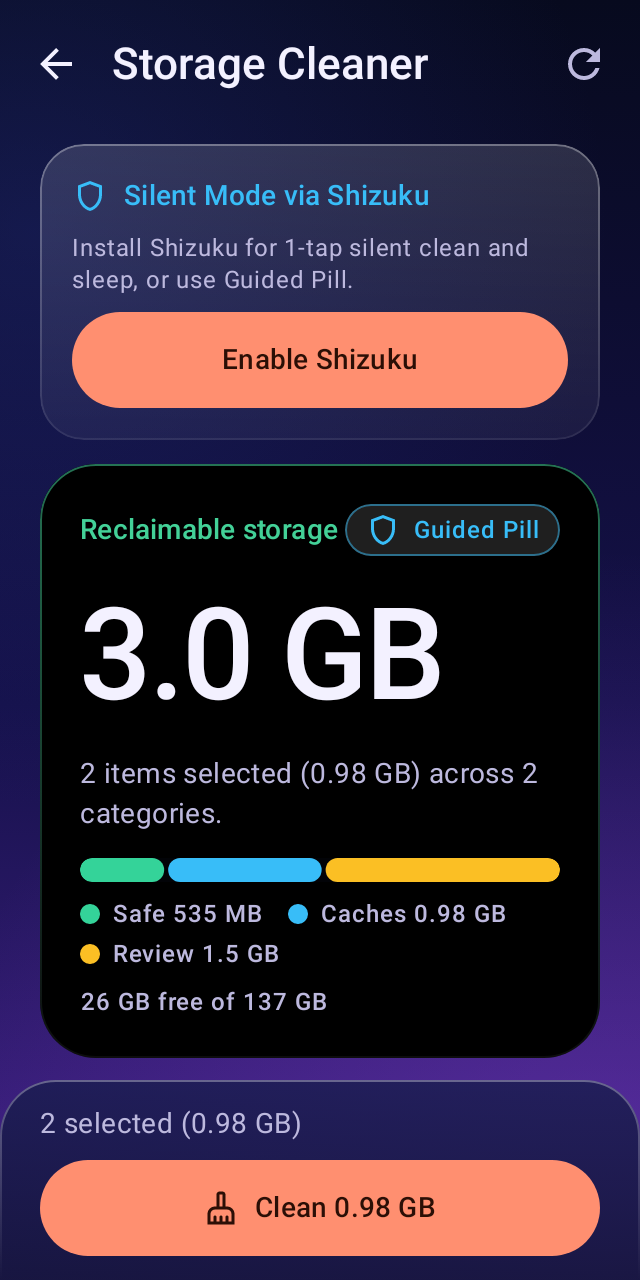 Storage Cleaner
Silent Mode via Shizuku
Install Shizuku for 1-tap silent clean and
sleep, or use Guided Pill.
Enable Shizuku
Reclaimable storage
Guided Pill
3.0 GB
2 items selected (0.98 GB) across 2
categories.
Safe 535 MB
Caches 0.98 GB
Review 1.5 GB
26 GB free of 137 GB
2 selected (0.98 GB)
Clean 0.98 GB